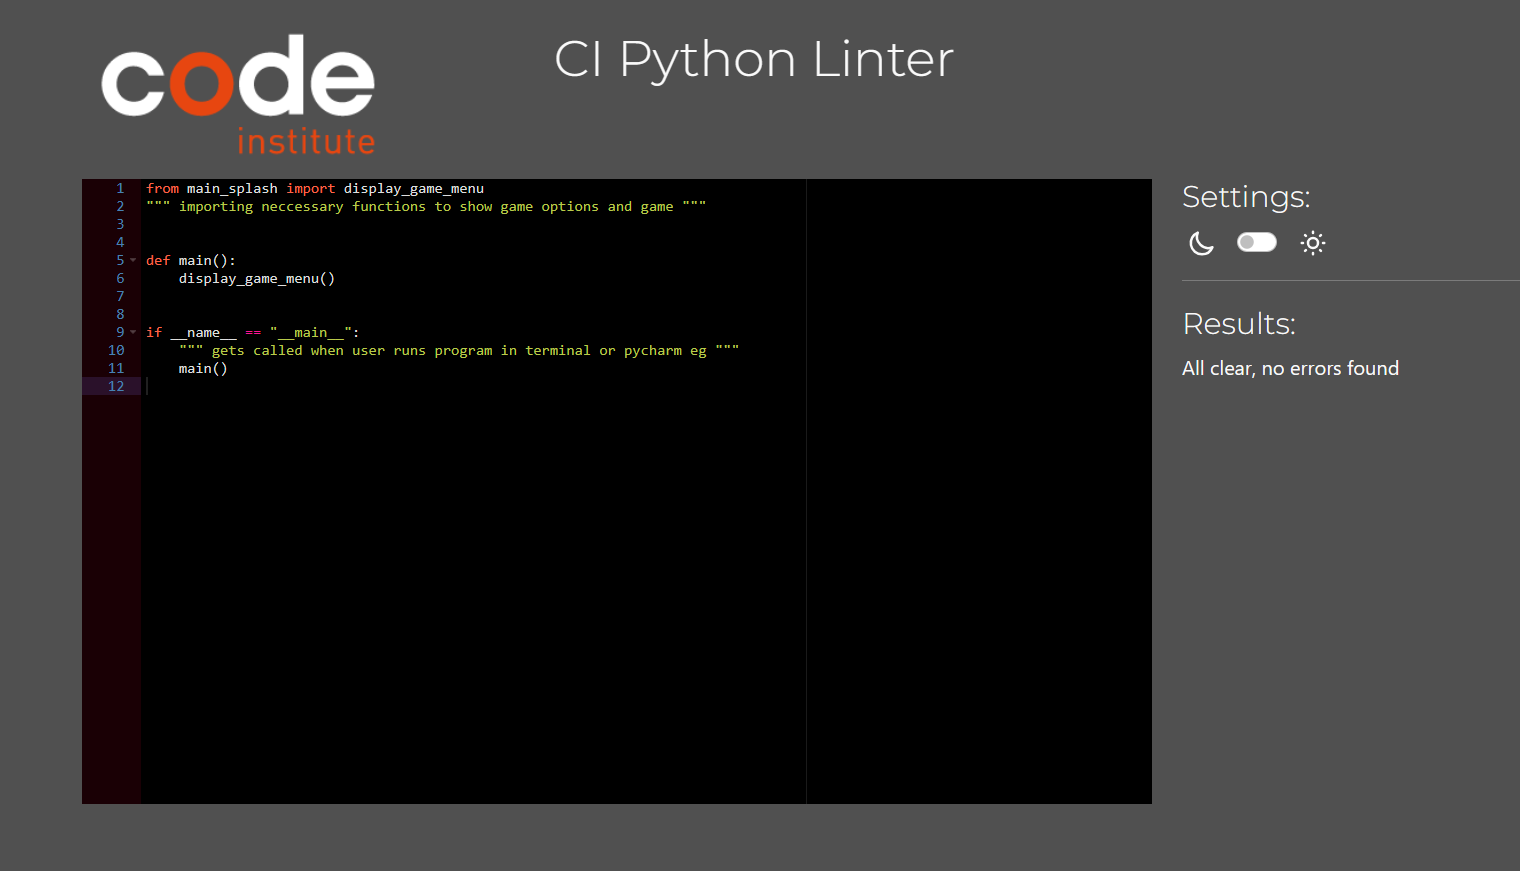 code
institute
CI Python Linter
1 from main_splash import display_game_menu
2 """ importing neccessary functions to show game options and game """
3
4
5 def main():
6     display_game_menu()
7
8
9 if __name__ == "__main__":
10     """ gets called when user runs program in terminal or pycharm eg """
11     main()
12
Settings:
Results:
All clear, no errors found